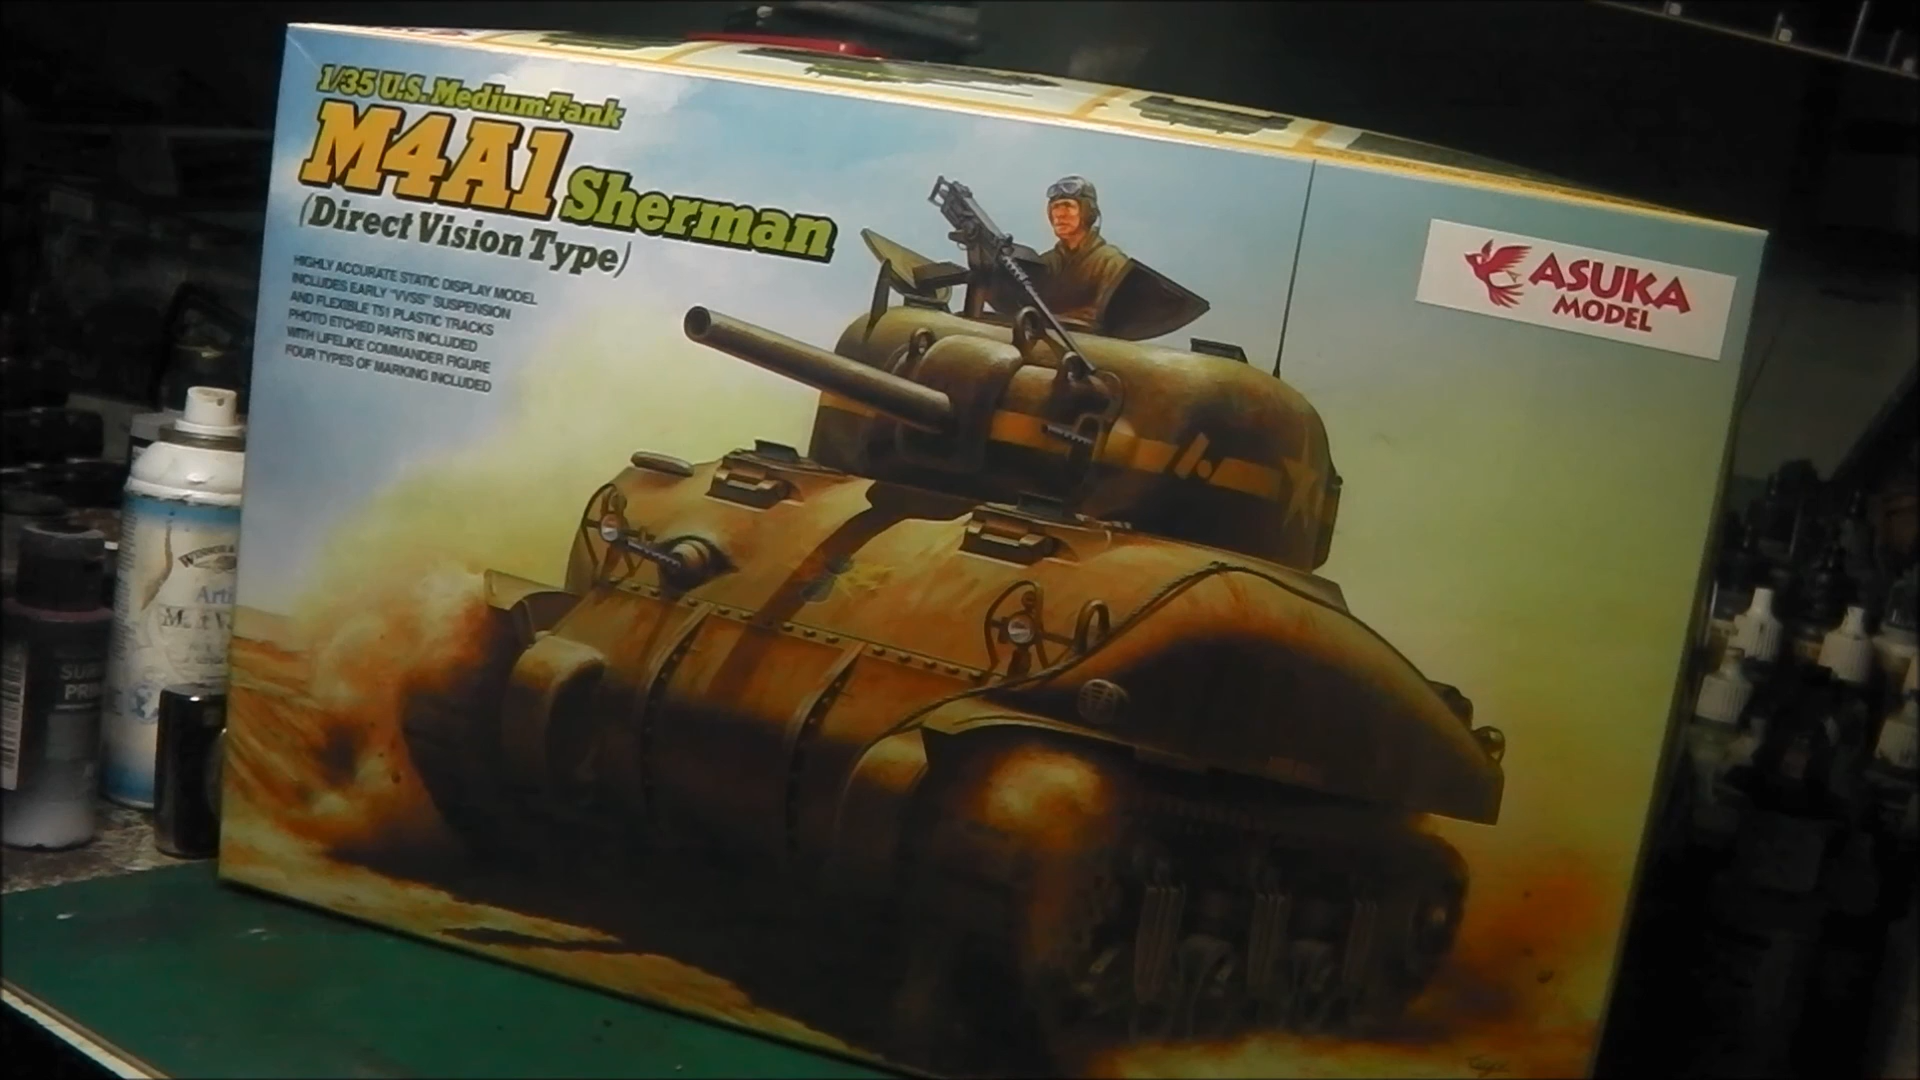 1/35 U.S. Medium Tank
M4A1 Sherman
(Direct Vision Type)
HIGHLY ACCURATE STATIC DISPLAY MODEL
INCLUDES EARLY "VVSS" SUSPENSION
AND FLEXIBLE T51 PLASTIC TRACKS
PHOTO ETCHED PARTS INCLUDED
WITH LIFELIKE COMMANDER FIGURE
FOUR TYPES OF MARKING INCLUDED
ASUKA
MODEL